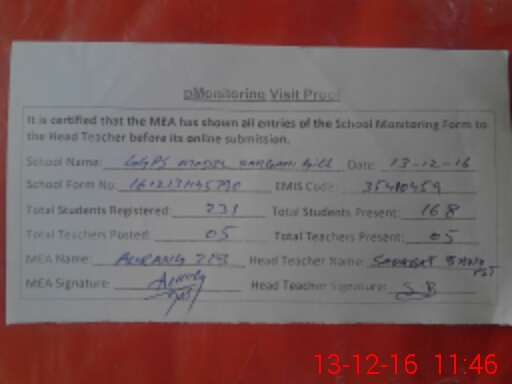 pMonitoring Visit Proof
It is certified that the MEA has shown all entries of the School Monitoring Form to
the Head Teacher before its online submission.
School Name: Model Gill Date: 13-12-16
School Form No: EMIS Code: 35410459
Total Students Registered: 231 Total Students Present: 168
Total Teachers Posted: 05 Total Teachers Present: 05
MEA Name: Head Teacher Name:
MEA Signature: Head Teacher Signature: S.B
13-12-16 11:46